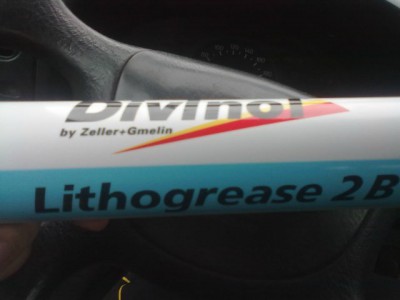 Divinol
by Zeller+Gmelin
Lithogrease 2B